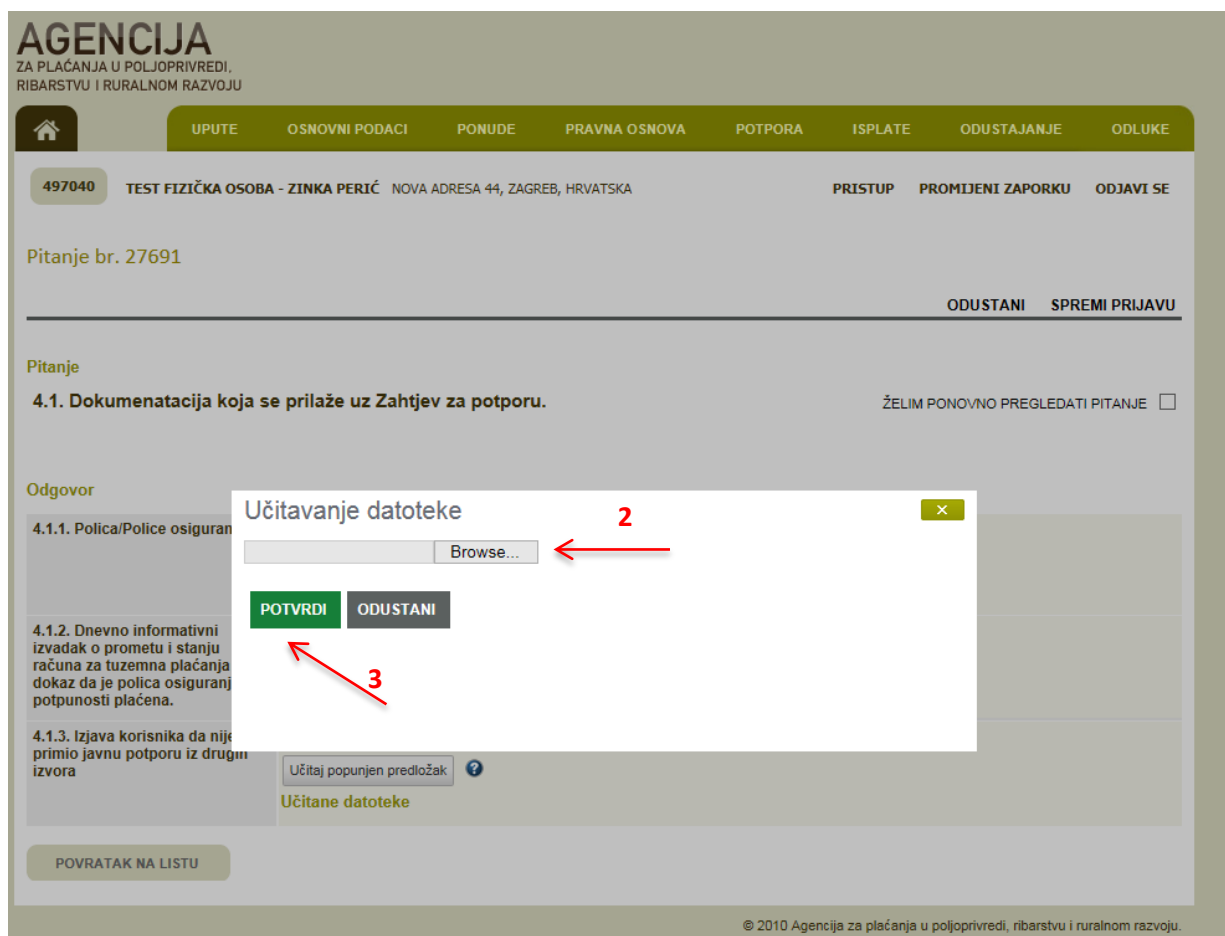 AGENCIJA
ZA PLAĆANJA U POLJOPRIVREDI,
RIBARSTVU I RURALNOM RAZVOJU
UPUTE OSNOVNI PODACI PONUDE PRAVNA OSNOVA POTPORA ISPLATE ODUSTAJANJE ODLUKE
497040 TEST FIZIČKA OSOBA - ZINKA PERIĆ NOVA ADRESA 44, ZAGREB, HRVATSKA PRISTUP PROMIJENI ZAPORKU ODJAVI SE
Pitanje br. 27691
ODUSTANI SPREMI PRIJAVU
Pitanje
4.1. Dokumenatacija koja se prilaže uz Zahtjev za potporu. ŽELIM PONOVNO PREGLEDATI PITANJE
Odgovor
Učitavanje datoteke 2 ×
4.1.1. Polica/Police osiguran
Browse...
POTVRDI ODUSTANI
3
4.1.2. Dnevno informativni
izvadak o prometu i stanju
računa za tuzemna plaćanja
dokaz da je polica osiguranj
potpunosti plaćena.
4.1.3. Izjava korisnika da nije
primio javnu potporu iz drugih
izvora
Učitaj popunjen predložak ?
Učitane datoteke
POVRATAK NA LISTU
© 2010 Agencija za plaćanja u poljoprivredi, ribarstvu i ruralnom razvoju.